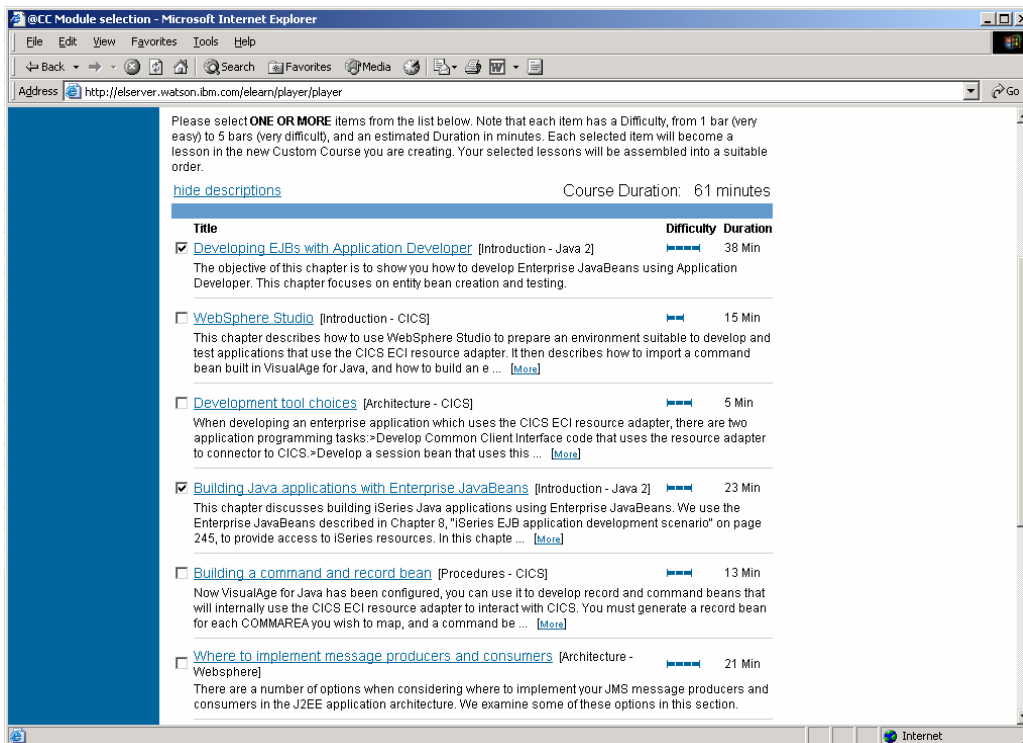 @CC Module selection - Microsoft Internet Explorer
File Edit View Favorites Tools Help
Back Search Favorites Media
Address http://elserver.watson.ibm.com/elearn/player/player Go
Please select ONE OR MORE items from the list below. Note that each item has a Difficulty, from 1 bar (very
easy) to 5 bars (very difficult), and an estimated Duration in minutes. Each selected item will become a
lesson in the new Custom Course you are creating. Your selected lessons will be assembled into a suitable
order.
hide descriptions Course Duration: 61 minutes
Title Difficulty Duration
Developing EJBs with Application Developer [Introduction - Java 2] 38 Min
The objective of this chapter is to show you how to develop Enterprise JavaBeans using Application
Developer. This chapter focuses on entity bean creation and testing.
WebSphere Studio [Introduction - CICS] 15 Min
This chapter describes how to use WebSphere Studio to prepare an environment suitable to develop and
test applications that use the CICS ECI resource adapter. It then describes how to import a command
bean built in VisualAge for Java, and how to build an e ... [More]
Development tool choices [Architecture - CICS] 5 Min
When developing an enterprise application which uses the CICS ECI resource adapter, there are two
application programming tasks:>Develop Common Client Interface code that uses the resource adapter
to connector to CICS.>Develop a session bean that uses this ... [More]
Building Java applications with Enterprise JavaBeans [Introduction - Java 2] 23 Min
This chapter discusses building iSeries Java applications using Enterprise JavaBeans. We use the
Enterprise JavaBeans described in Chapter 8, "iSeries EJB application development scenario" on page
245, to provide access to iSeries resources. In this chapte ... [More]
Building a command and record bean [Procedures - CICS] 13 Min
Now VisualAge for Java has been configured, you can use it to develop record and command beans that
will internally use the CICS ECI resource adapter to interact with CICS. You must generate a record bean
for each COMMAREA you wish to map, and a command be ... [More]
Where to implement message producers and consumers [Architecture -
Websphere] 21 Min
There are a number of options when considering where to implement your JMS message producers and
consumers in the J2EE application architecture. We examine some of these options in this section.
Internet